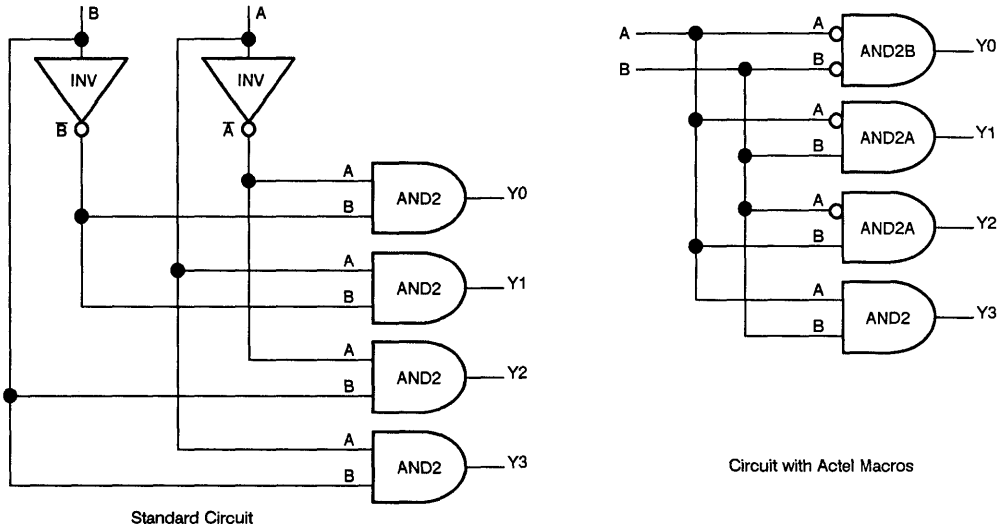 B
A
INV
INV
B̅
A̅
A
B
AND2
Y0
A
B
AND2
Y1
A
B
AND2
Y2
A
B
AND2
Y3
Standard Circuit
A
B
A
B
AND2B
Y0
A
B
AND2A
Y1
A
B
AND2A
Y2
A
B
AND2
Y3
Circuit with Actel Macros